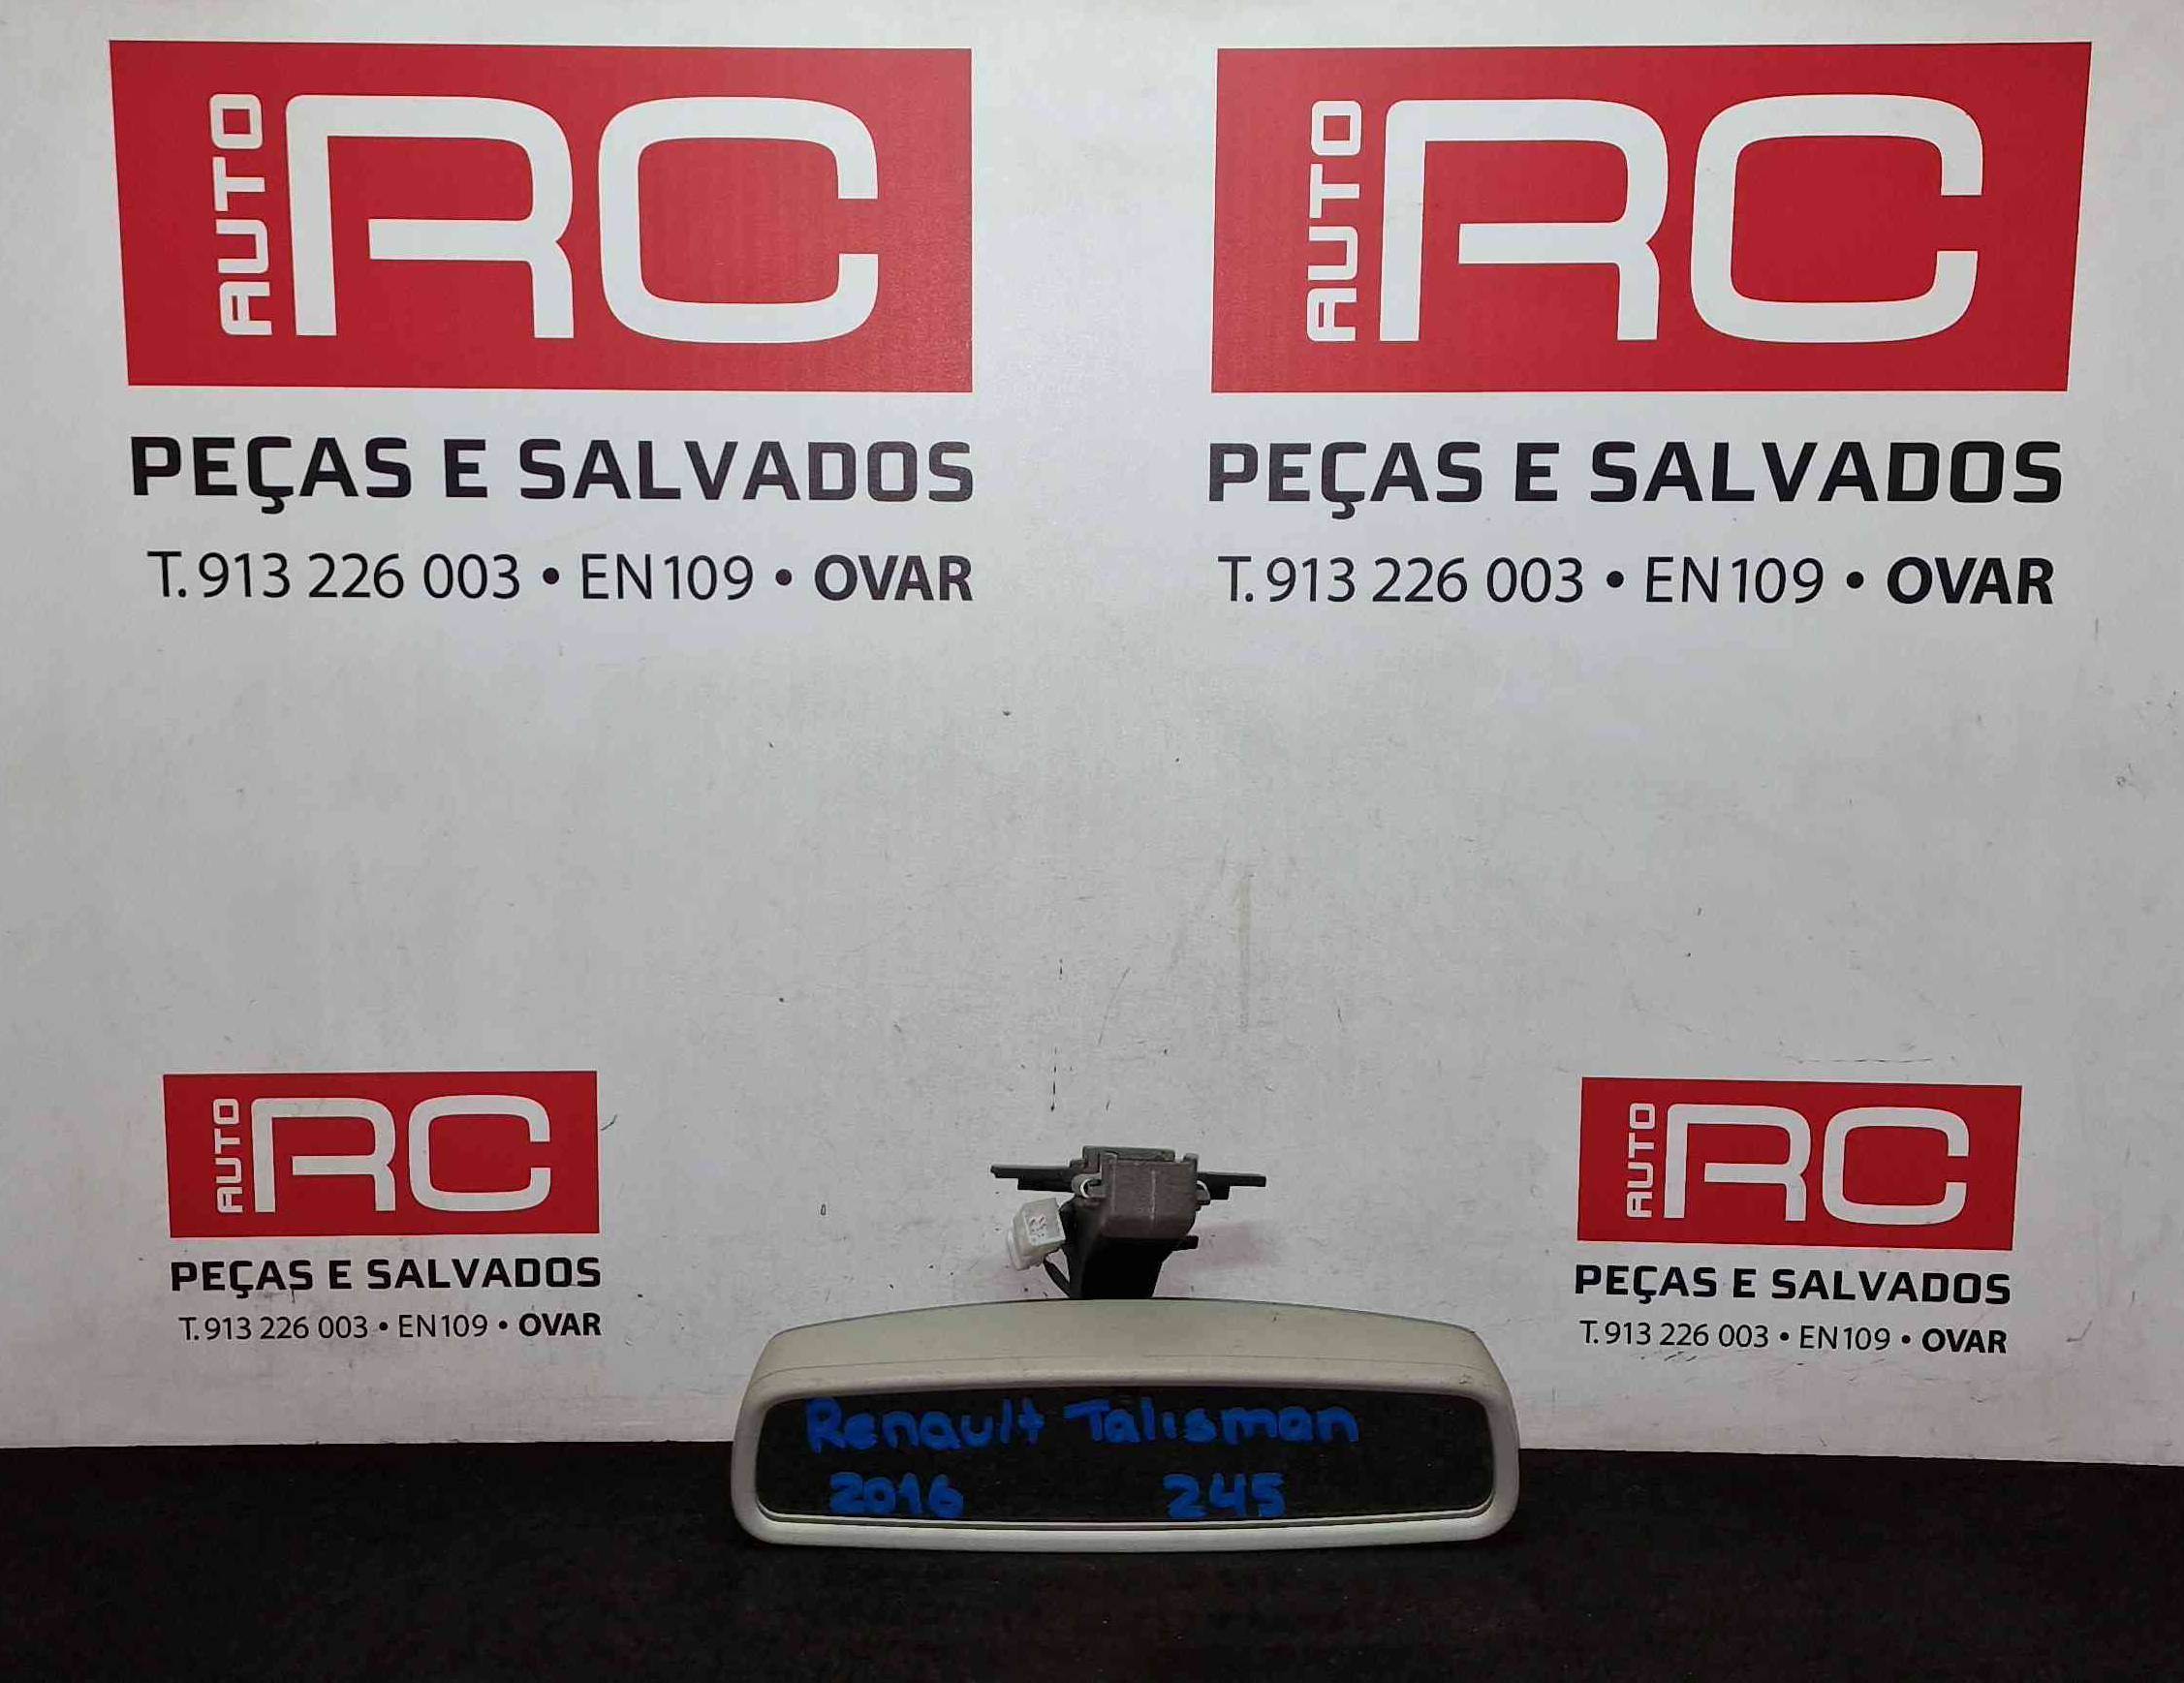 AUTO RC
PEÇAS E SALVADOS
T. 913 226 003 • EN109 • OVAR
AUTO RC
PEÇAS E SALVADOS
T. 913 226 003 • EN109 • OVAR
AUTO RC
PEÇAS E SALVADOS
T. 913 226 003 • EN109 • OVAR
AUTO RC
PEÇAS E SALVADOS
T. 913 226 003 • EN109 • OVAR
Renault Talisman
2016 245